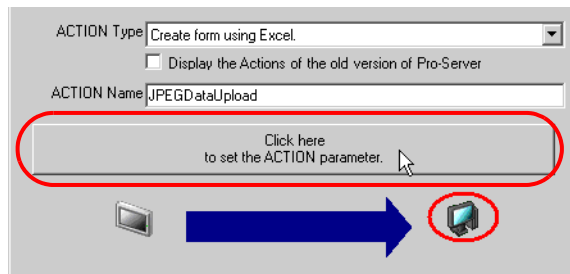 ACTION Type Create form using Excel.
Display the Actions of the old version of Pro-Server
ACTION Name JPEGDataUpload
Click here
to set the ACTION parameter.